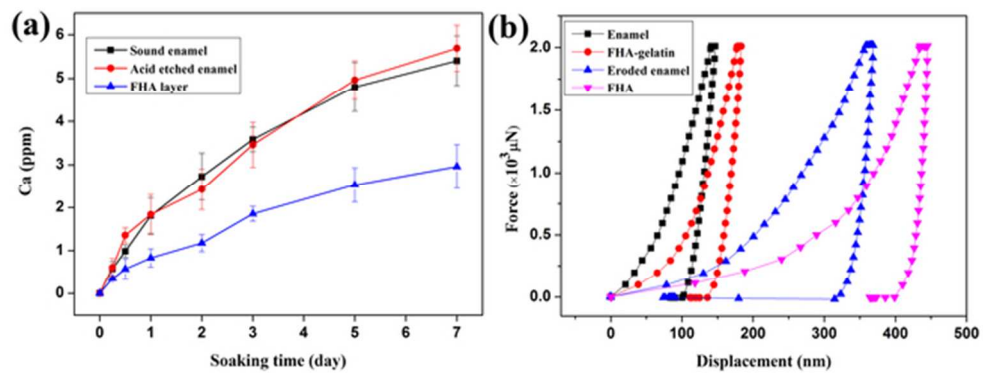 (a)
Sound enamel
Acid etched enamel
FHA layer
Ca (ppm)
6
5
4
3
2
1
0
0 1 2 3 4 5 6 7
Soaking time (day)
(b)
Enamel
FHA-gelatin
Eroded enamel
FHA
Force (×10³μN)
2.0
1.5
1.0
0.5
0.0
0 100 200 300 400 500
Displacement (nm)